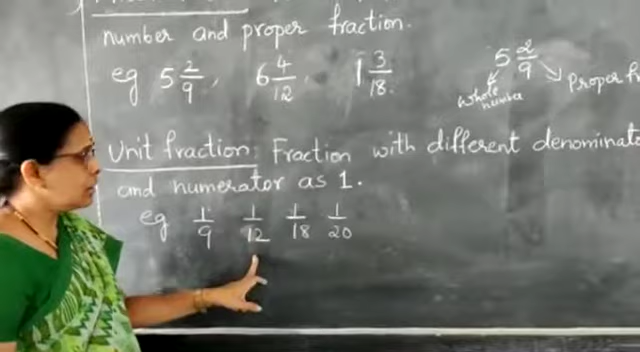 number and proper fraction.
eg 5 2/9, 6 4/12, 1 3/18.
5 2/9
whole number
proper
Unit fraction: Fraction with different
and numerator as 1.
eg 1/9 1/12 1/18 1/20